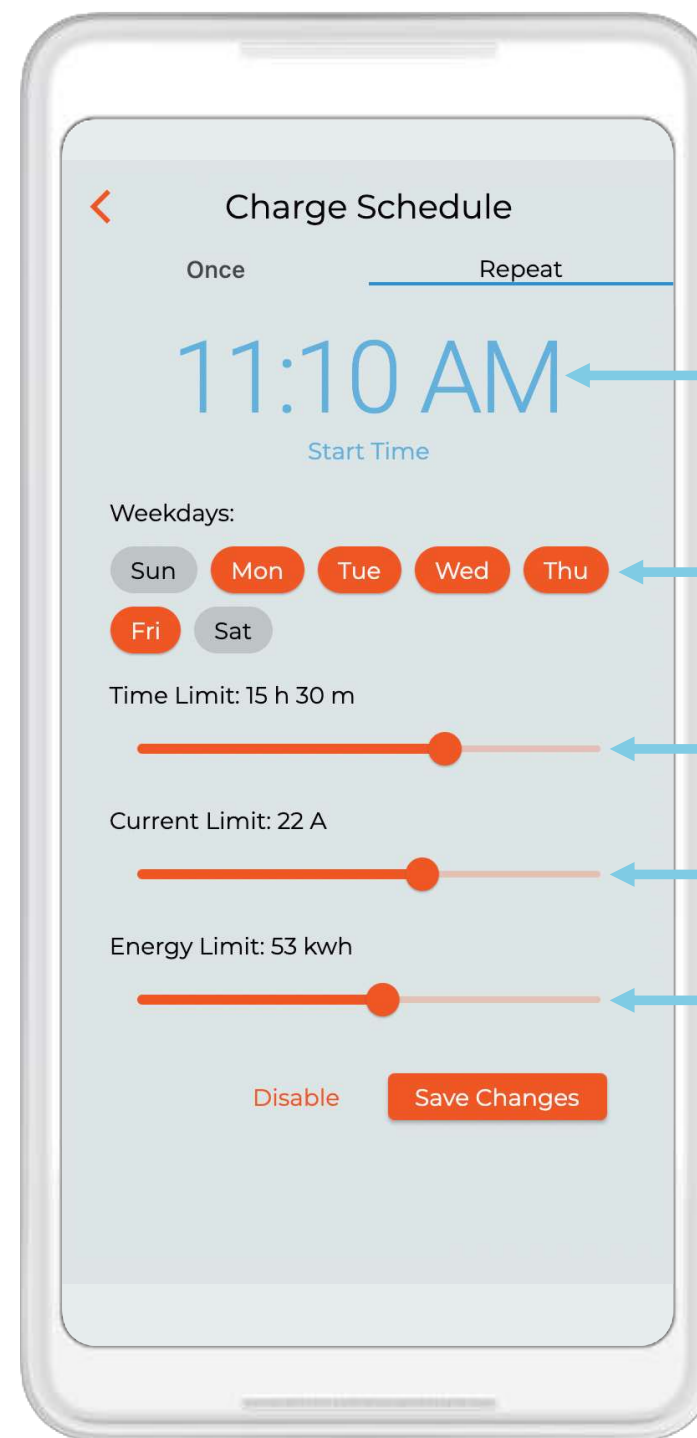 Charge Schedule
Once Repeat
11:10 AM
Start Time
Weekdays:
Sun Mon Tue Wed Thu
Fri Sat
Time Limit: 15 h 30 m
Current Limit: 22 A
Energy Limit: 53 kwh
Disable Save Changes